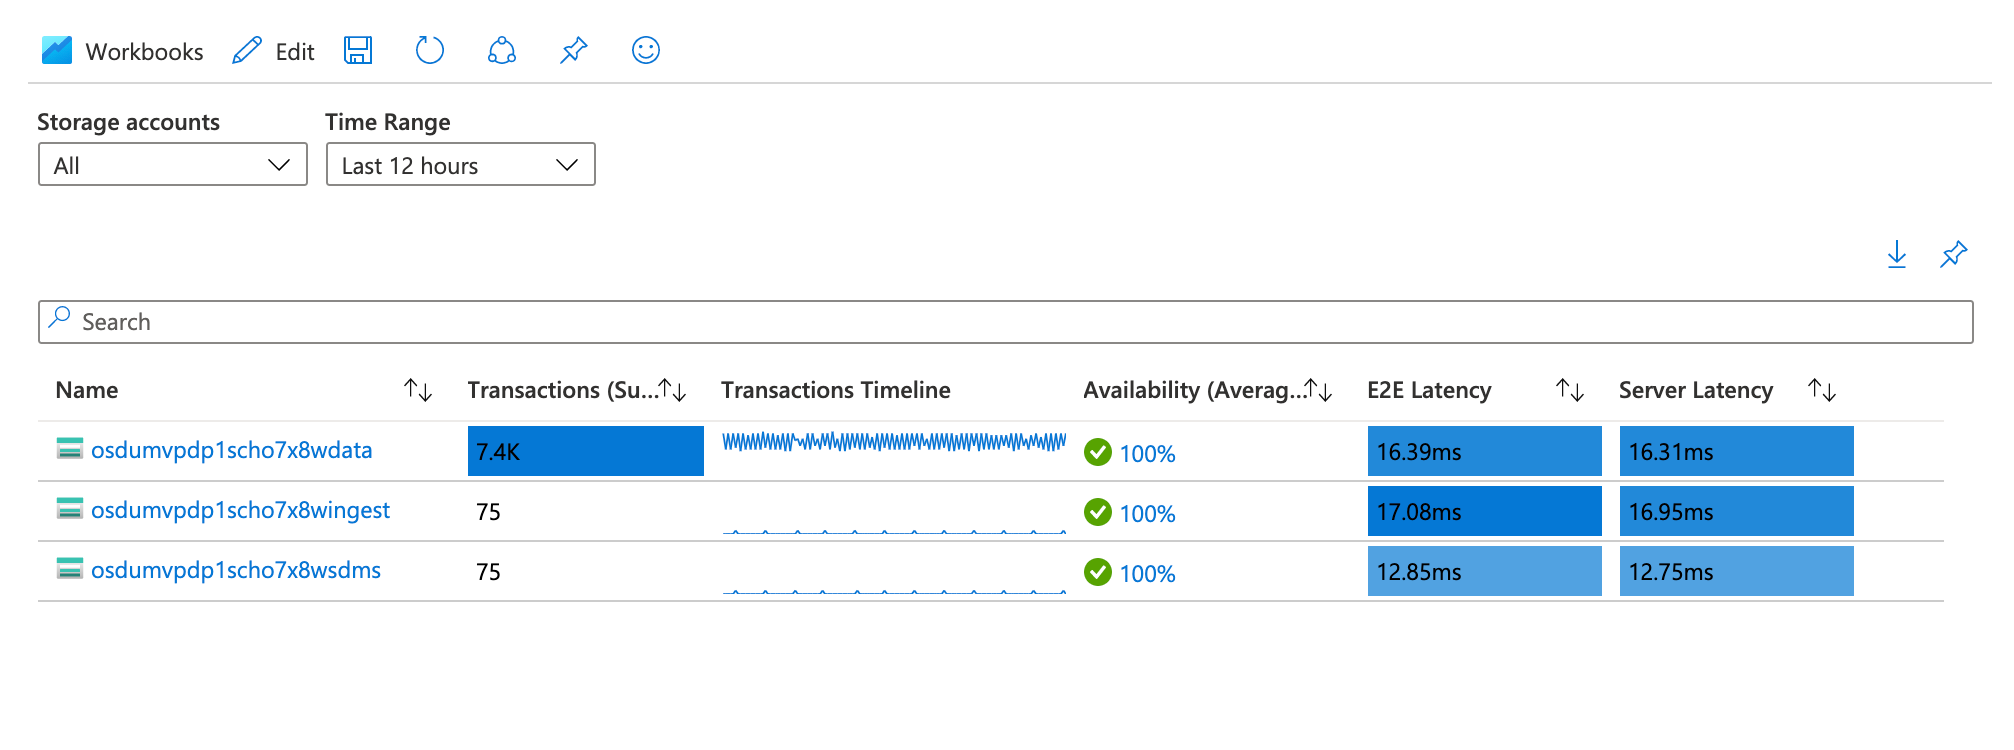 Workbooks Edit
Storage accounts Time Range
All Last 12 hours
Search
Name Transactions (Su... Transactions Timeline Availability (Averag... E2E Latency Server Latency
osdumvpdp1scho7x8wdata 7.4K 100% 16.39ms 16.31ms
osdumvpdp1scho7x8wingest 75 100% 17.08ms 16.95ms
osdumvpdp1scho7x8wsdms 75 100% 12.85ms 12.75ms